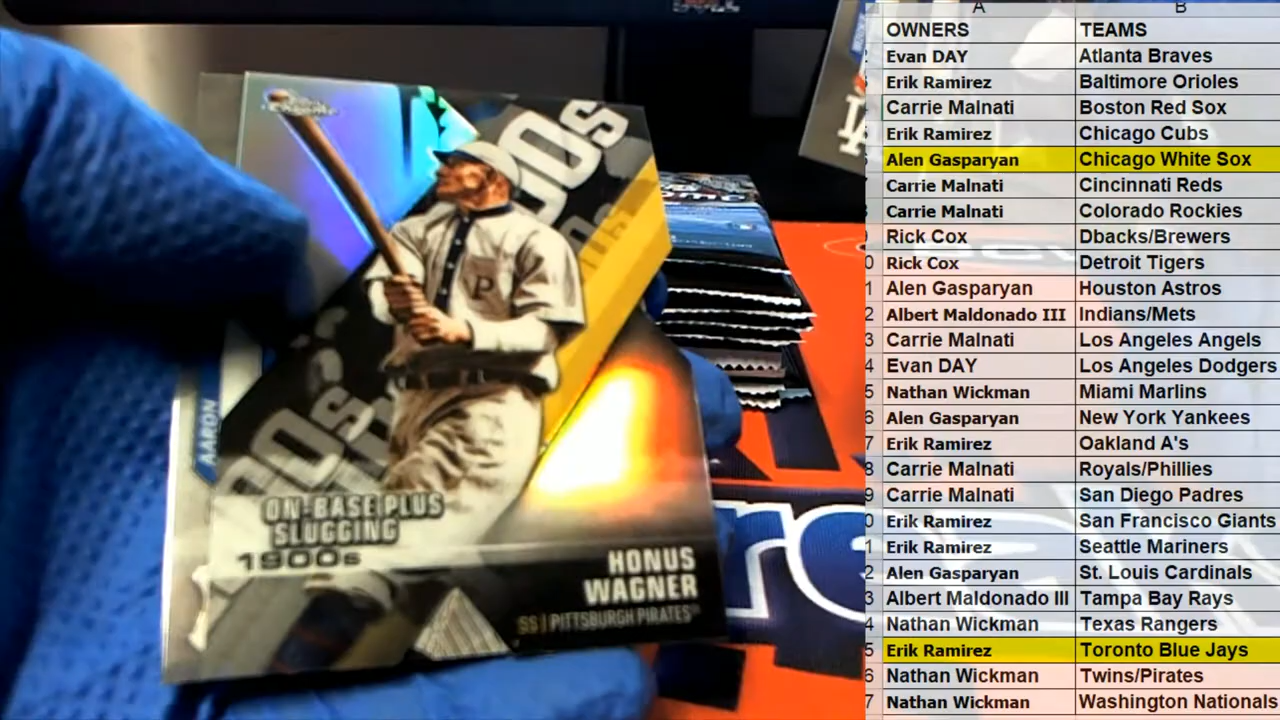 A B
OWNERS TEAMS
Evan DAY Atlanta Braves
Erik Ramirez Baltimore Orioles
Carrie Malnati Boston Red Sox
Erik Ramirez Chicago Cubs
Alen Gasparyan Chicago White Sox
Carrie Malnati Cincinnati Reds
Carrie Malnati Colorado Rockies
Rick Cox Dbacks/Brewers
Rick Cox Detroit Tigers
Alen Gasparyan Houston Astros
Albert Maldonado III Indians/Mets
Carrie Malnati Los Angeles Angels
Evan DAY Los Angeles Dodgers
Nathan Wickman Miami Marlins
Alen Gasparyan New York Yankees
Erik Ramirez Oakland A's
Carrie Malnati Royals/Phillies
Carrie Malnati San Diego Padres
Erik Ramirez San Francisco Giants
Erik Ramirez Seattle Mariners
Alen Gasparyan St. Louis Cardinals
Albert Maldonado III Tampa Bay Rays
Nathan Wickman Texas Rangers
Erik Ramirez Toronto Blue Jays
Nathan Wickman Twins/Pirates
Nathan Wickman Washington Nationals
P
AARON
ON-BASE PLUS
SLUGGING
1900s
HONUS
WAGNER
SS | PITTSBURGH PIRATES
LA